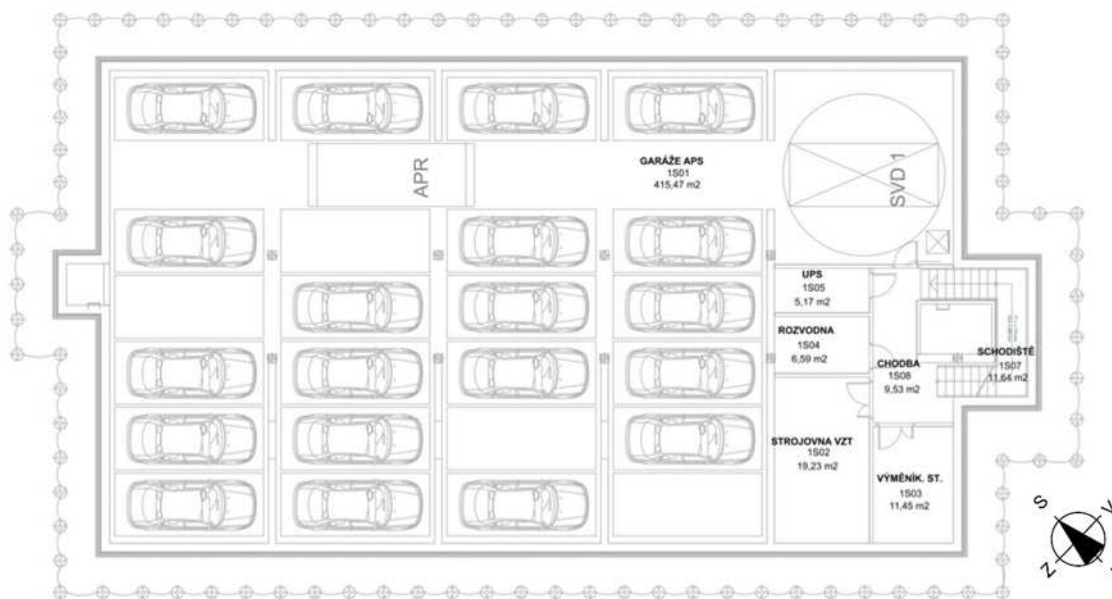 GARÁŽE APS
1S01
415,47 m2
APR
SVD 1
UPS
1S05
5,17 m2
ROZVODNA
1S04
6,59 m2
CHODBA
1S08
9,53 m2
SCHODIŠTĚ
1S07
11,64 m2
STROJOVNA VZT
1S02
19,23 m2
VÝMĚNÍK. ST.
1S03
11,45 m2
S
V
Z